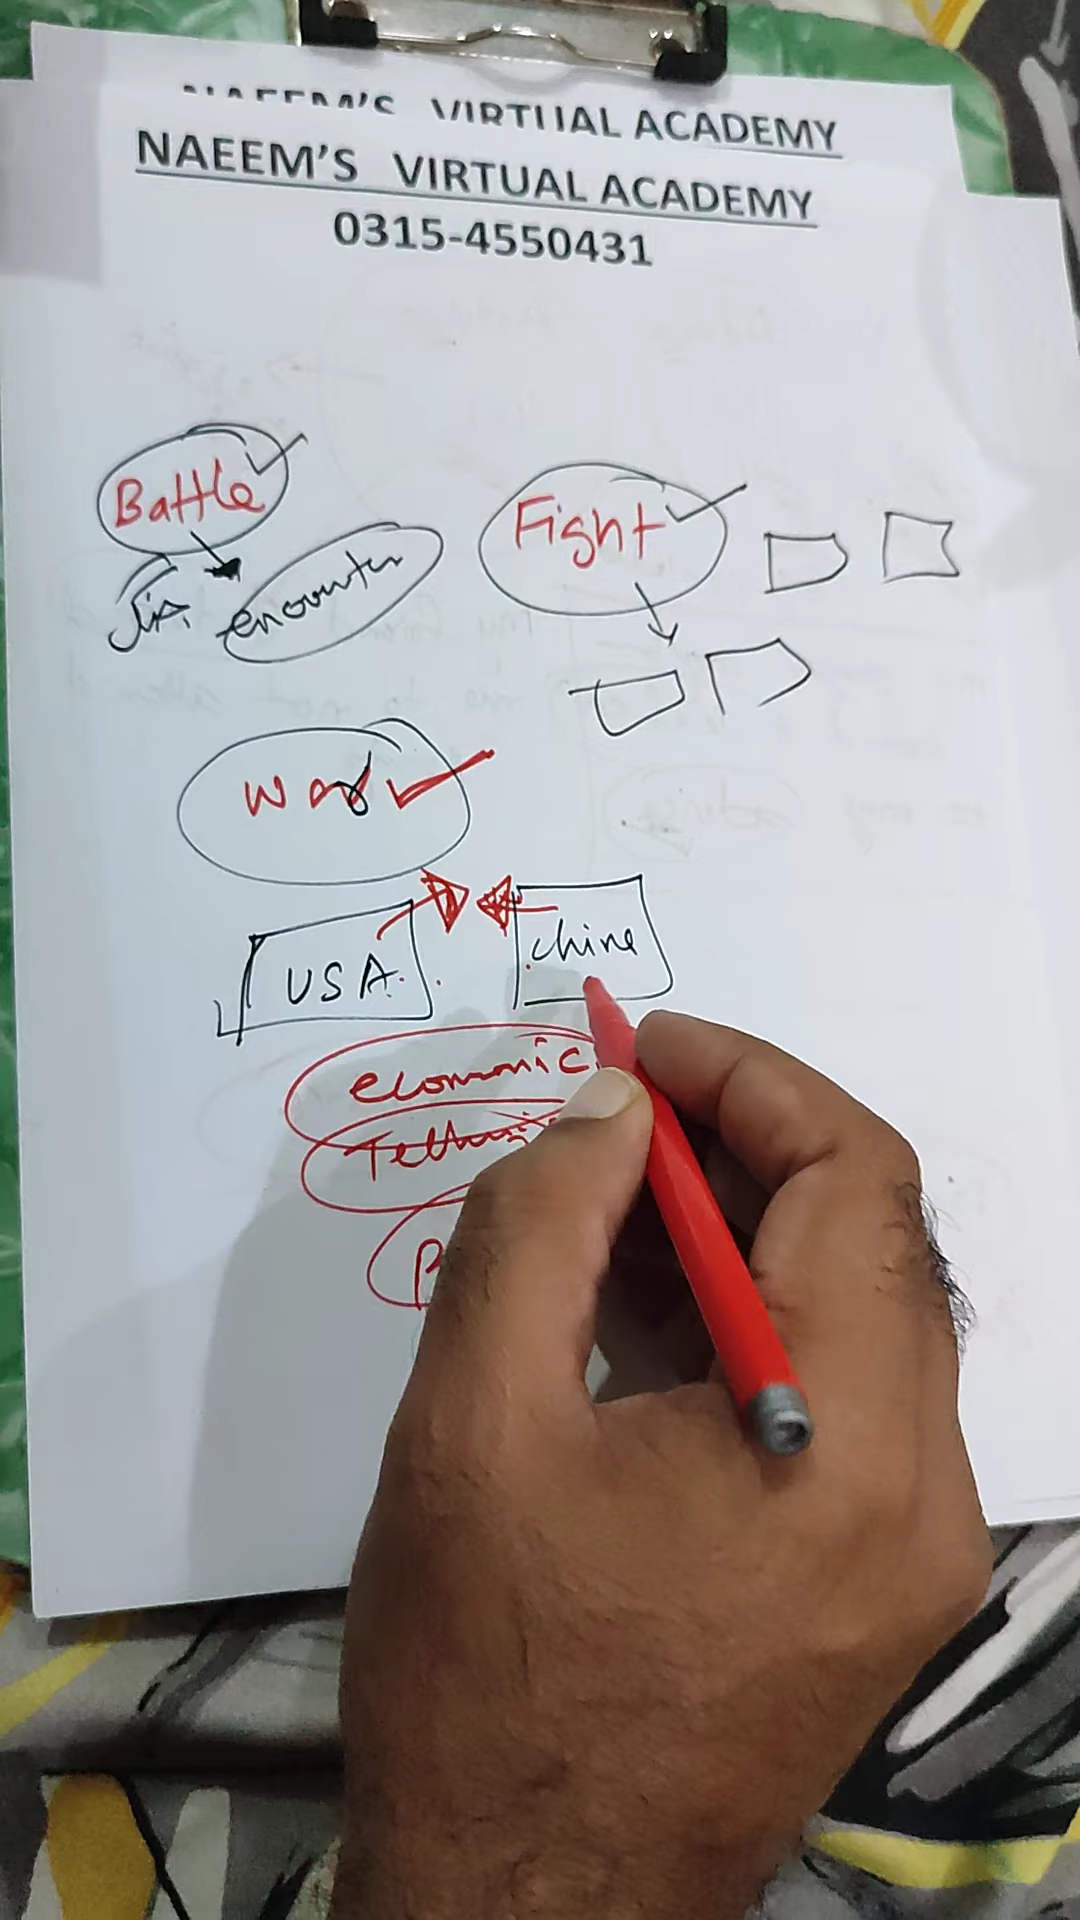 NAEEM'S VIRTUAL ACADEMY
NAEEM'S VIRTUAL ACADEMY
0315-4550431
Battle
Fight
encounter
War
USA
China
economic